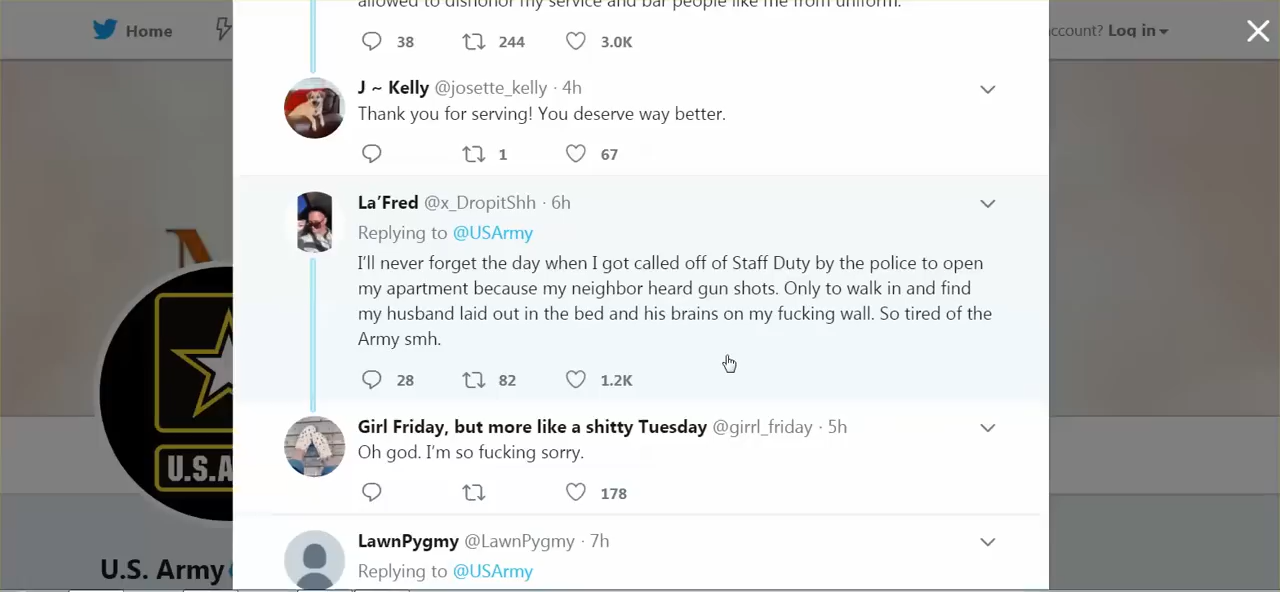 allowed to dishonor my service and bar people like me from uniform.
Home
ccount? Log in
38 244 3.0K
J ~ Kelly @josette_kelly · 4h
Thank you for serving! You deserve way better.
1 67
La'Fred @x_DropitShh · 6h
Replying to @USArmy
I'll never forget the day when I got called off of Staff Duty by the police to open
my apartment because my neighbor heard gun shots. Only to walk in and find
my husband laid out in the bed and his brains on my fucking wall. So tired of the
Army smh.
28 82 1.2K
Girl Friday, but more like a shitty Tuesday @girrl_friday · 5h
Oh god. I'm so fucking sorry.
178
LawnPygmy @LawnPygmy · 7h
Replying to @USArmy
U.S.A
U.S. Army